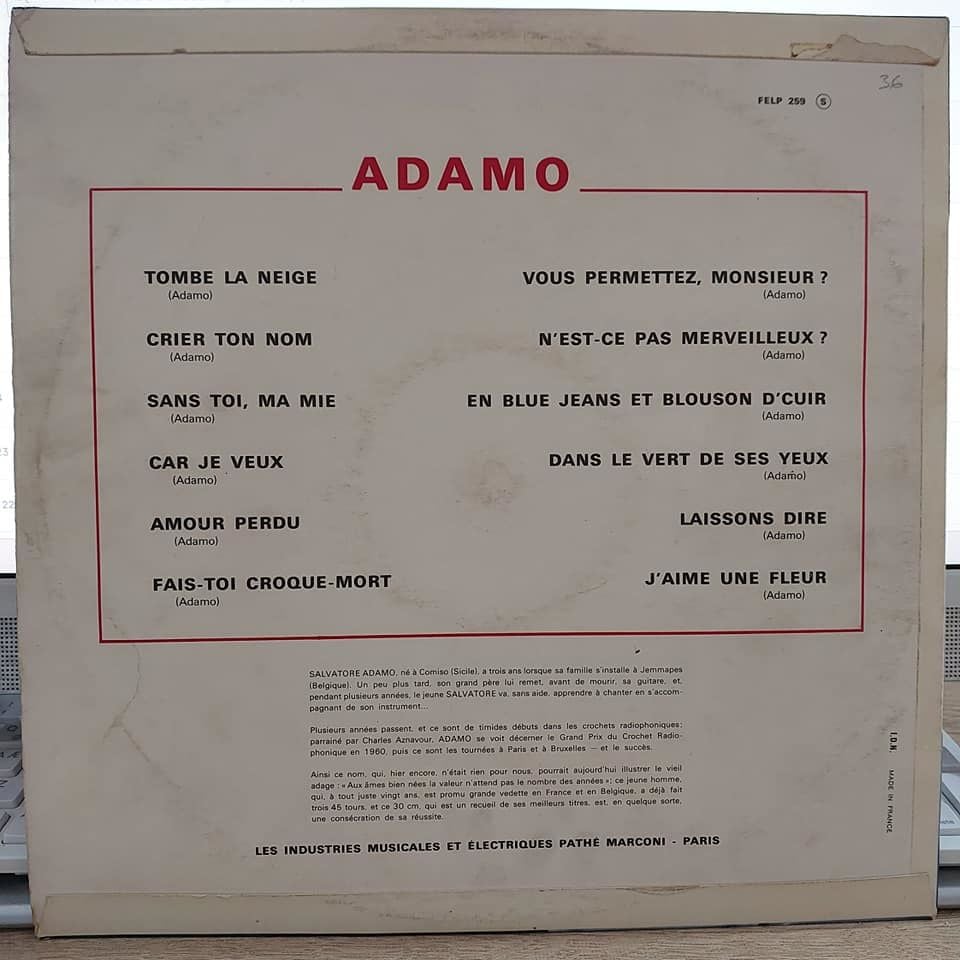 36
FELP 259 S
ADAMO
TOMBE LA NEIGE
(Adamo)
CRIER TON NOM
(Adamo)
SANS TOI, MA MIE
(Adamo)
CAR JE VEUX
(Adamo)
AMOUR PERDU
(Adamo)
FAIS-TOI CROQUE-MORT
(Adamo)
VOUS PERMETTEZ, MONSIEUR ?
(Adamo)
N'EST-CE PAS MERVEILLEUX ?
(Adamo)
EN BLUE JEANS ET BLOUSON D'CUIR
(Adamo)
DANS LE VERT DE SES YEUX
(Adamo)
LAISSONS DIRE
(Adamo)
J'AIME UNE FLEUR
(Adamo)
SALVATORE ADAMO, né à Comiso (Sicile), a trois ans lorsque sa famille s'installe à Jemmapes
(Belgique). Un peu plus tard, son grand père lui remet, avant de mourir, sa guitare, et,
pendant plusieurs années, le jeune SALVATORE va, sans aide, apprendre à chanter en s'accom-
pagnant de son instrument...
Plusieurs années passent, et ce sont de timides débuts dans les crochets radiophoniques:
parrainé par Charles Aznavour, ADAMO se voit décerner le Grand Prix du Crochet Radio-
phonique en 1960, puis ce sont les tournées à Paris et à Bruxelles — et le succès.
Ainsi ce nom, qui, hier encore, n'était rien pour nous, pourrait aujourd'hui illustrer le vieil
adage : « Aux âmes bien nées la valeur n'attend pas le nombre des années »; ce jeune homme,
qui, à tout juste vingt ans, est promu grande vedette en France et en Belgique, a déjà fait
trois 45 tours, et ce 30 cm, qui est un recueil de ses meilleurs titres, est, en quelque sorte,
une consécration de sa réussite.
LES INDUSTRIES MUSICALES ET ÉLECTRIQUES PATHÉ MARCONI - PARIS
I.D.N. MADE IN FRANCE